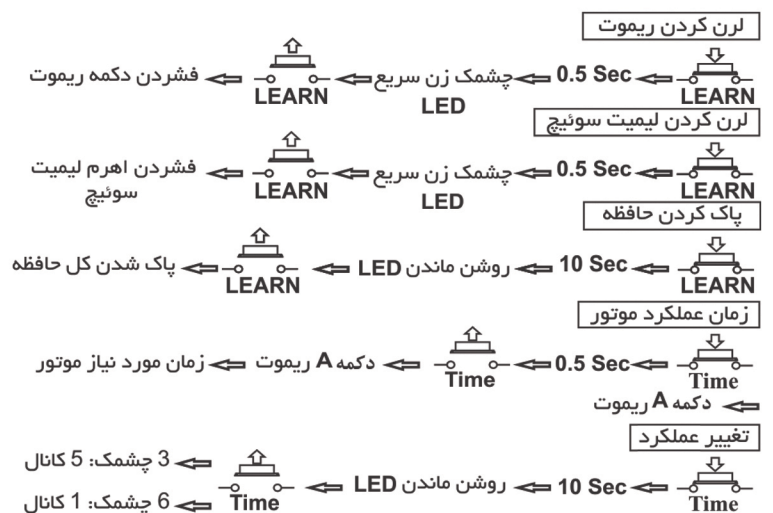 لرن کردن ریموت
LEARN 0.5 Sec چشمک زن سریع LED LEARN فشردن دکمه ریموت
لرن کردن لیمیت سوئیچ
LEARN 0.5 Sec چشمک زن سریع LED LEARN فشردن اهرم لیمیت سوئیچ
پاک کردن حافظه
LEARN 10 Sec روشن ماندن LED LEARN پاک شدن کل حافظه
زمان عملکرد موتور
Time 0.5 Sec Time دکمه A ریموت زمان مورد نیاز موتور
دکمه A ریموت
تغییر عملکرد
Time 10 Sec روشن ماندن LED Time
3 چشمک: 5 کانال
6 چشمک: 1 کانال